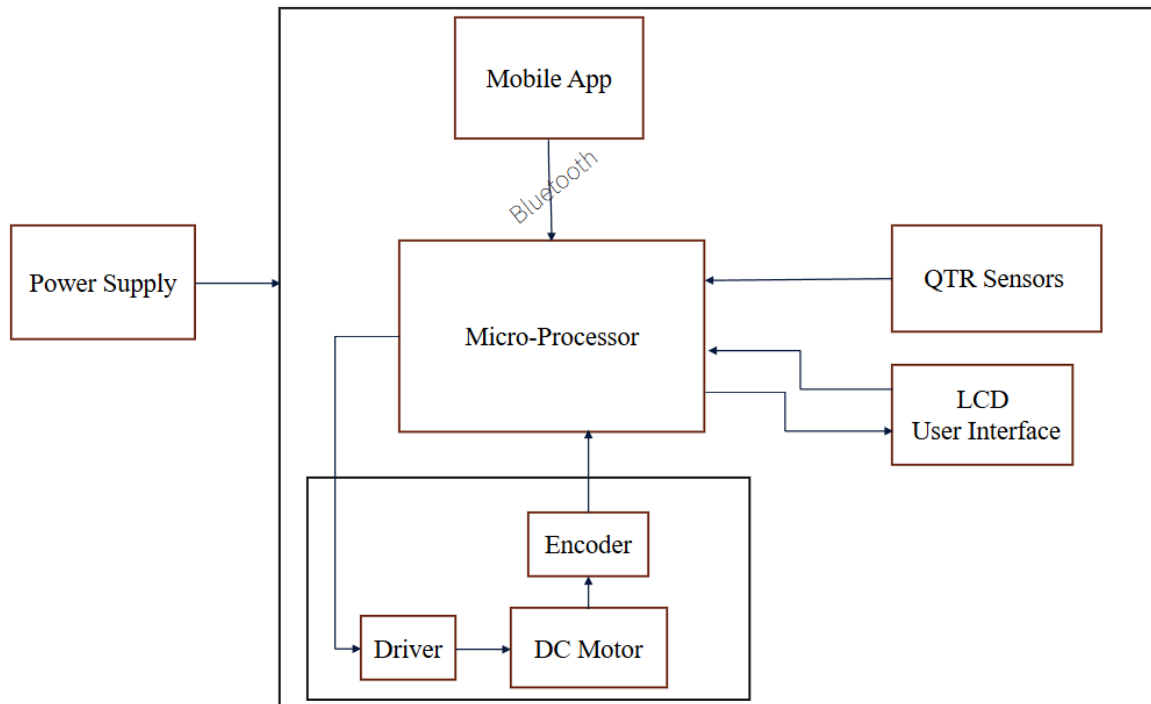 Mobile App
Bluetooth
Power Supply
Micro-Processor
QTR Sensors
LCD
User Interface
Encoder
Driver
DC Motor